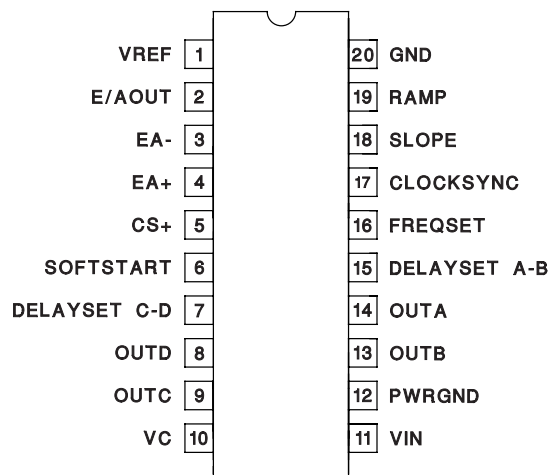 VREF 1 20 GND
E/AOUT 2 19 RAMP
EA- 3 18 SLOPE
EA+ 4 17 CLOCKSYNC
CS+ 5 16 FREQSET
SOFTSTART 6 15 DELAYSET A-B
DELAYSET C-D 7 14 OUTA
OUTD 8 13 OUTB
OUTC 9 12 PWRGND
VC 10 11 VIN